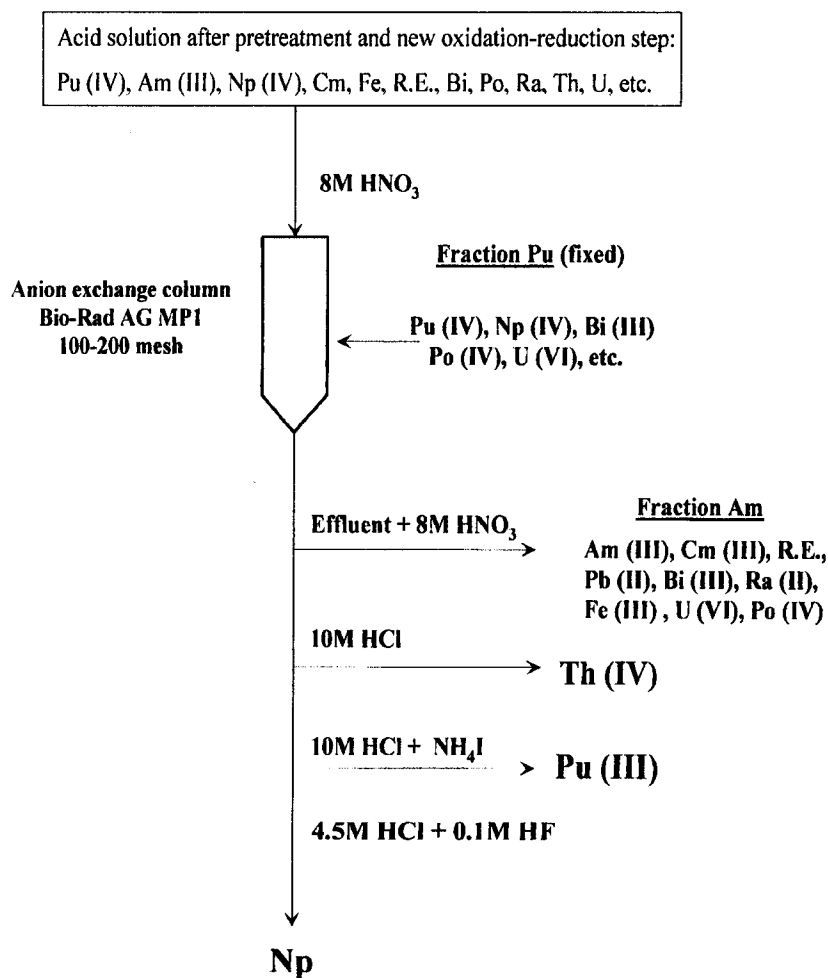 Acid solution after pretreatment and new oxidation-reduction step:
Pu (IV), Am (III), Np (IV), Cm, Fe, R.E., Bi, Po, Ra, Th, U, etc.
8M HNO₃
Fraction Pu (fixed)
Anion exchange column
Bio-Rad AG MP1
100-200 mesh
Pu (IV), Np (IV), Bi (III)
Po (IV), U (VI), etc.
Effluent + 8M HNO₃
Fraction Am
Am (III), Cm (III), R.E.,
Pb (II), Bi (III), Ra (II),
Fe (III) , U (VI), Po (IV)
10M HCl
Th (IV)
10M HCl + NH₄I
Pu (III)
4.5M HCl + 0.1M HF
Np